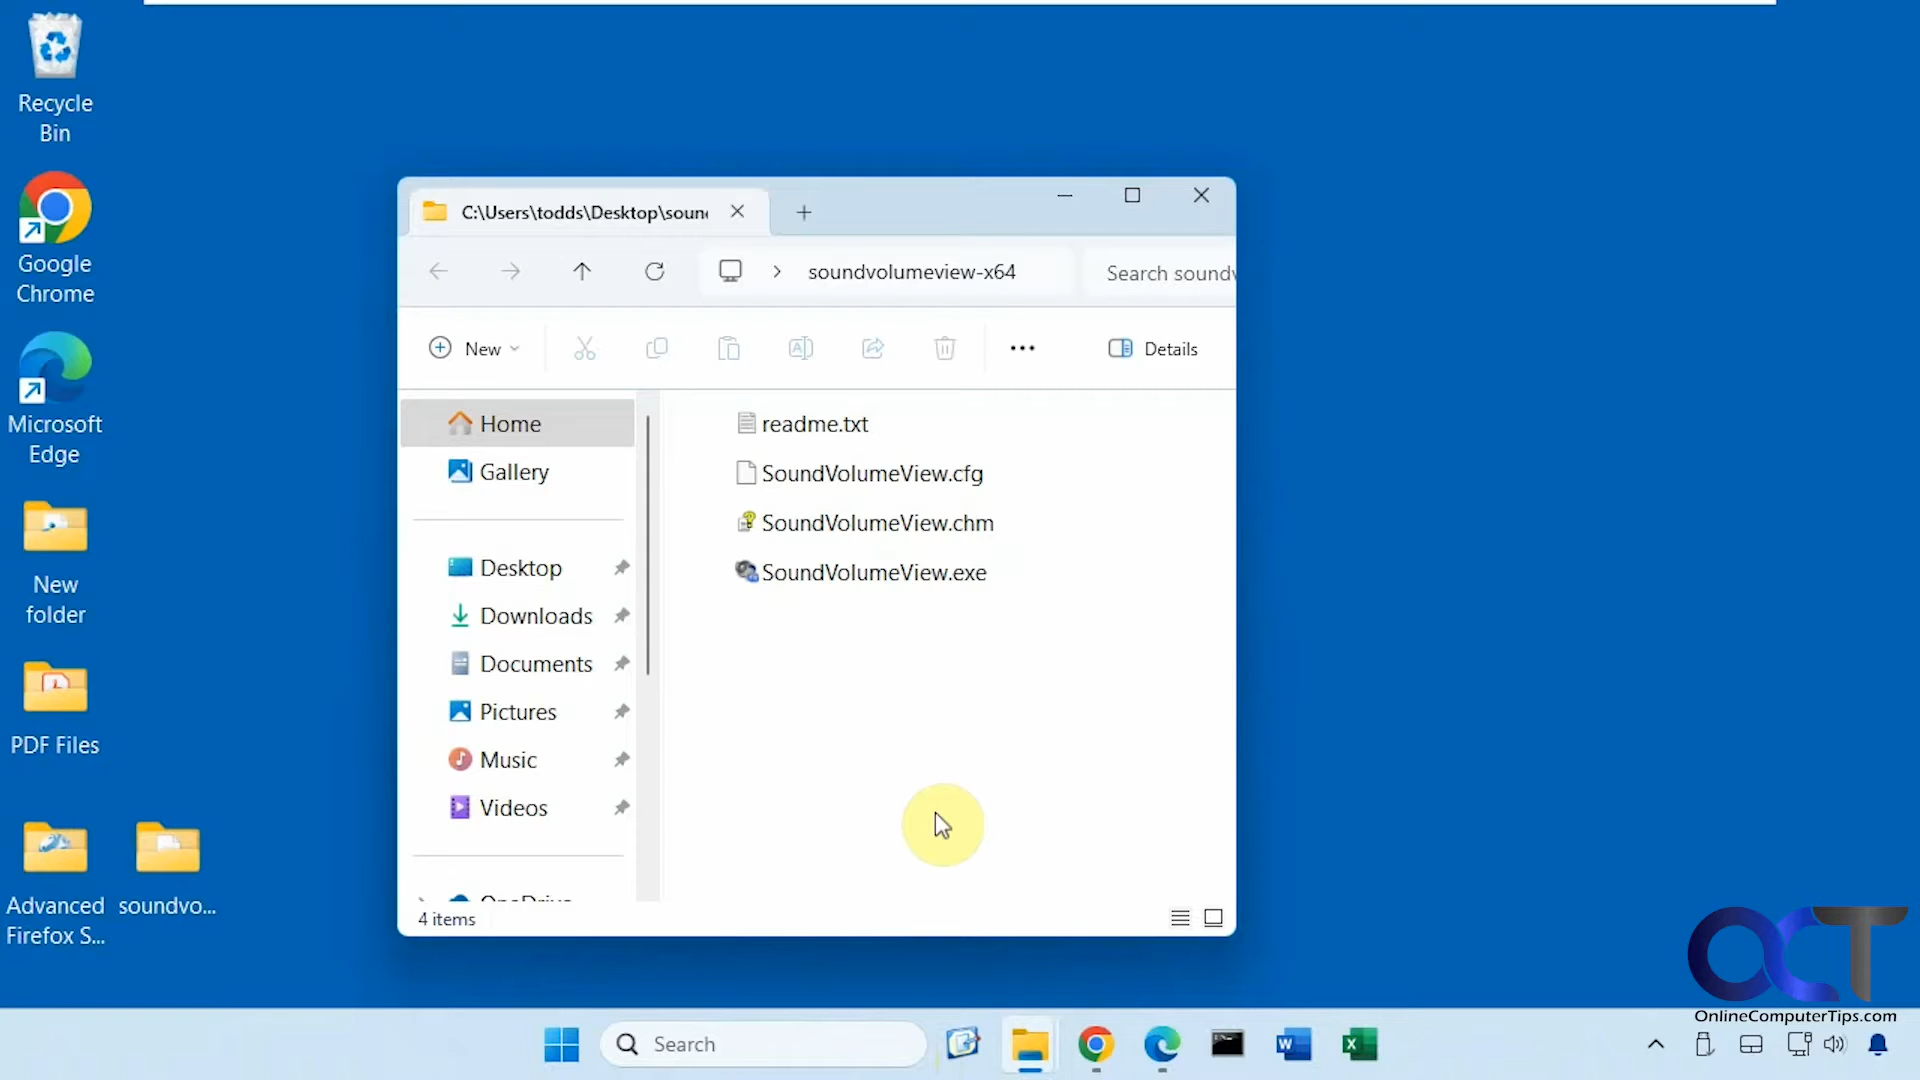 Recycle
Bin
Google
Chrome
Microsoft
Edge
New
folder
PDF Files
Advanced
Firefox S...
soundvo...
C:\Users\todds\Desktop\soun
soundvolumeview-x64
Search sound
New
Details
Home
Gallery
Desktop
Downloads
Documents
Pictures
Music
Videos
OneDrive
readme.txt
SoundVolumeView.cfg
SoundVolumeView.chm
SoundVolumeView.exe
4 items
OCT
OnlineComputerTips.com
Search